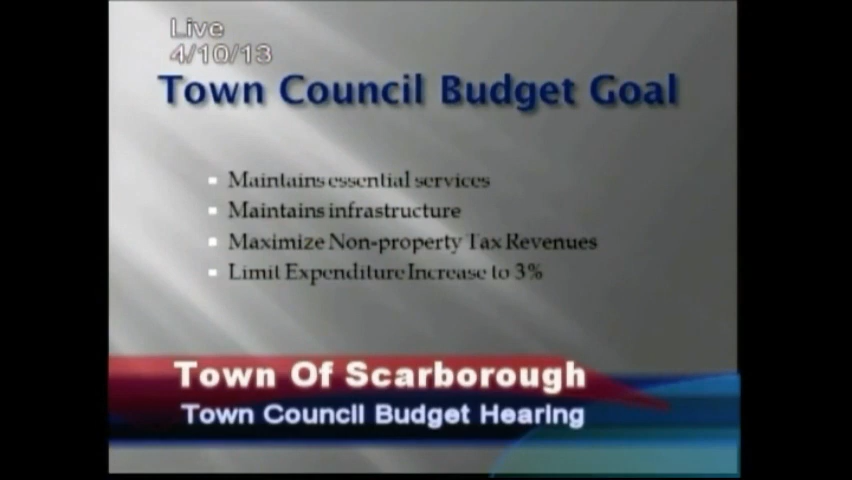 Live
4/10/13
Town Council Budget Goal
Maintains essential services
Maintains infrastructure
Maximize Non-property Tax Revenues
Limit Expenditure Increase to 3%
Town Of Scarborough
Town Council Budget Hearing